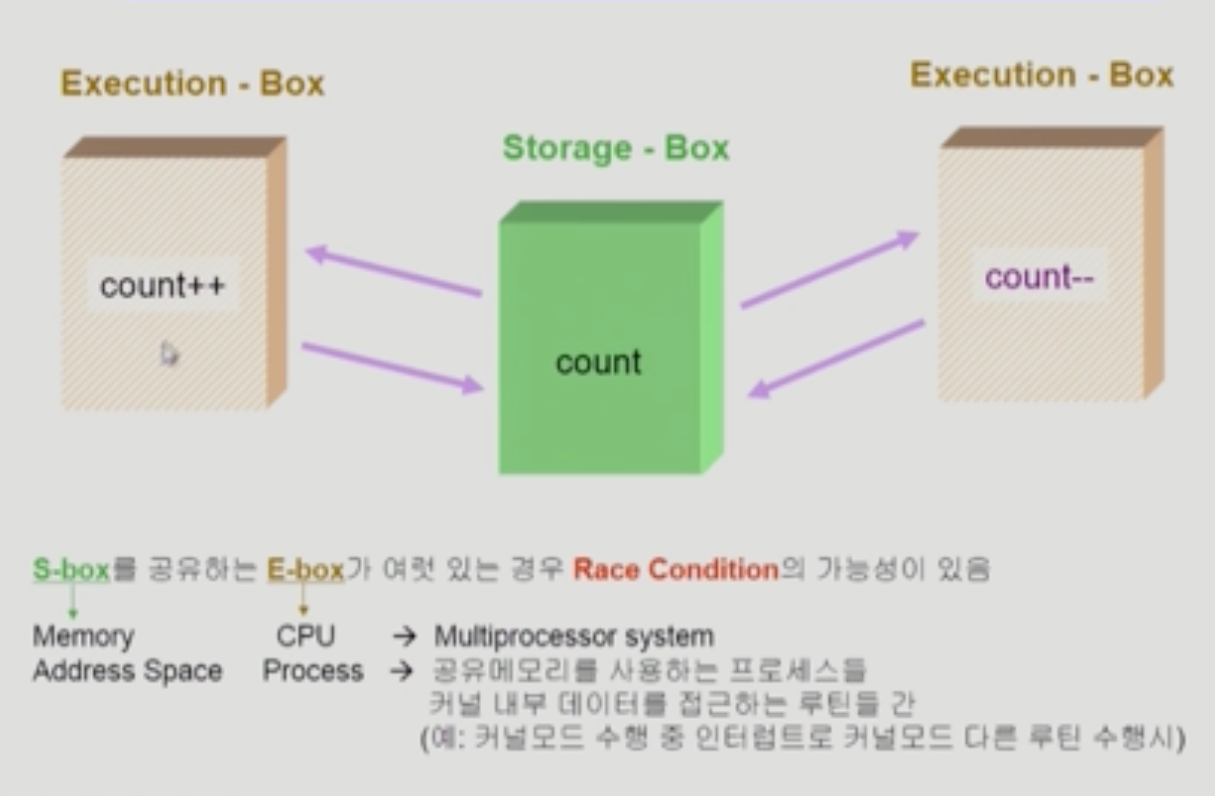 Execution - Box
Execution - Box
Storage - Box
count++
count--
count
S-box를 공유하는 E-box가 여럿 있는 경우 Race Condition의 가능성이 있음
Memory CPU → Multiprocessor system
Address Space Process → 공유메모리를 사용하는 프로세스들
커널 내부 데이터를 접근하는 루틴들 간
(예: 커널모드 수행 중 인터럽트로 커널모드 다른 루틴 수행시)